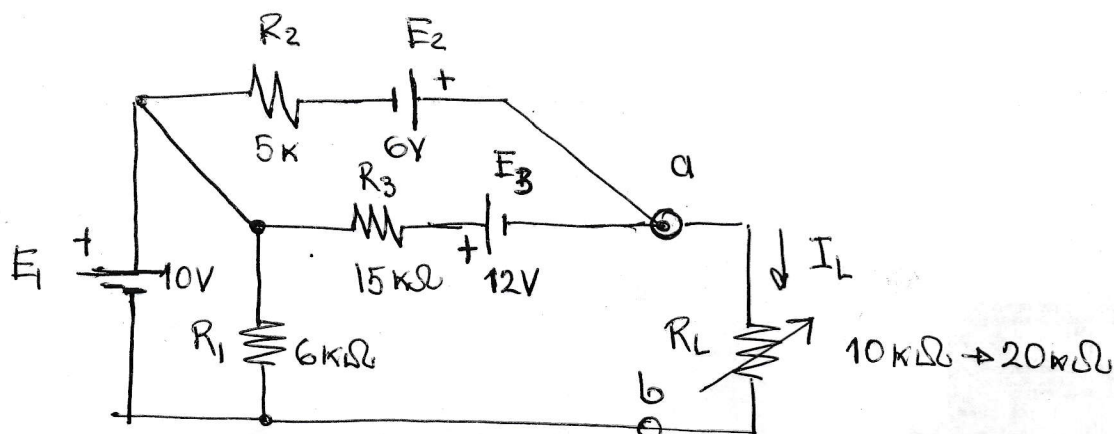 R2 E2
+
5K 6V
R3 E3 a
E1 + 10V + I_L
15KΩ 12V
R1 6KΩ R_L 10KΩ → 20KΩ
b